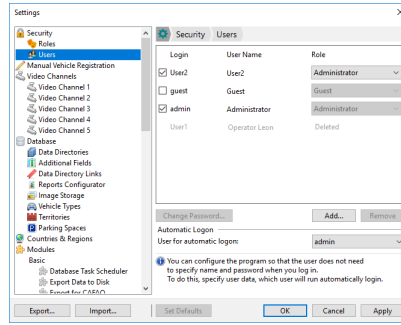 Settings
Security
Roles
Users
Manual Vehicle Registration
Video Channels
Video Channel 1
Video Channel 2
Video Channel 3
Video Channel 4
Video Channel 5
Database
Data Directories
Additional Fields
Data Directory Links
Reports Configurator
Image Storage
Vehicle Types
Territories
Parking Spaces
Countries & Regions
Modules
Basic
Database Task Scheduler
Export Data to Disk
Export for CAFAO
Security Users
Login User Name Role
User2 User2 Administrator
guest Guest Guest
admin Administrator Administrator
User1 Operator Leon Deleted
Change Password... Add... Remove
Automatic Logon
User for automatic logon: admin
You can configure the program so that the user does not need
to specify name and password when you log in.
To do this, specify user data, which user will run automatically login.
Export... Import... Set Defaults OK Cancel Apply